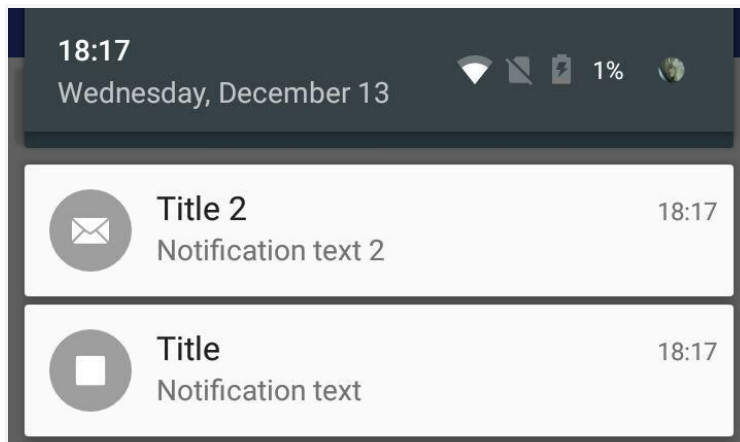 18:17
Wednesday, December 13
1%
Title 2
18:17
Notification text 2
Title
18:17
Notification text